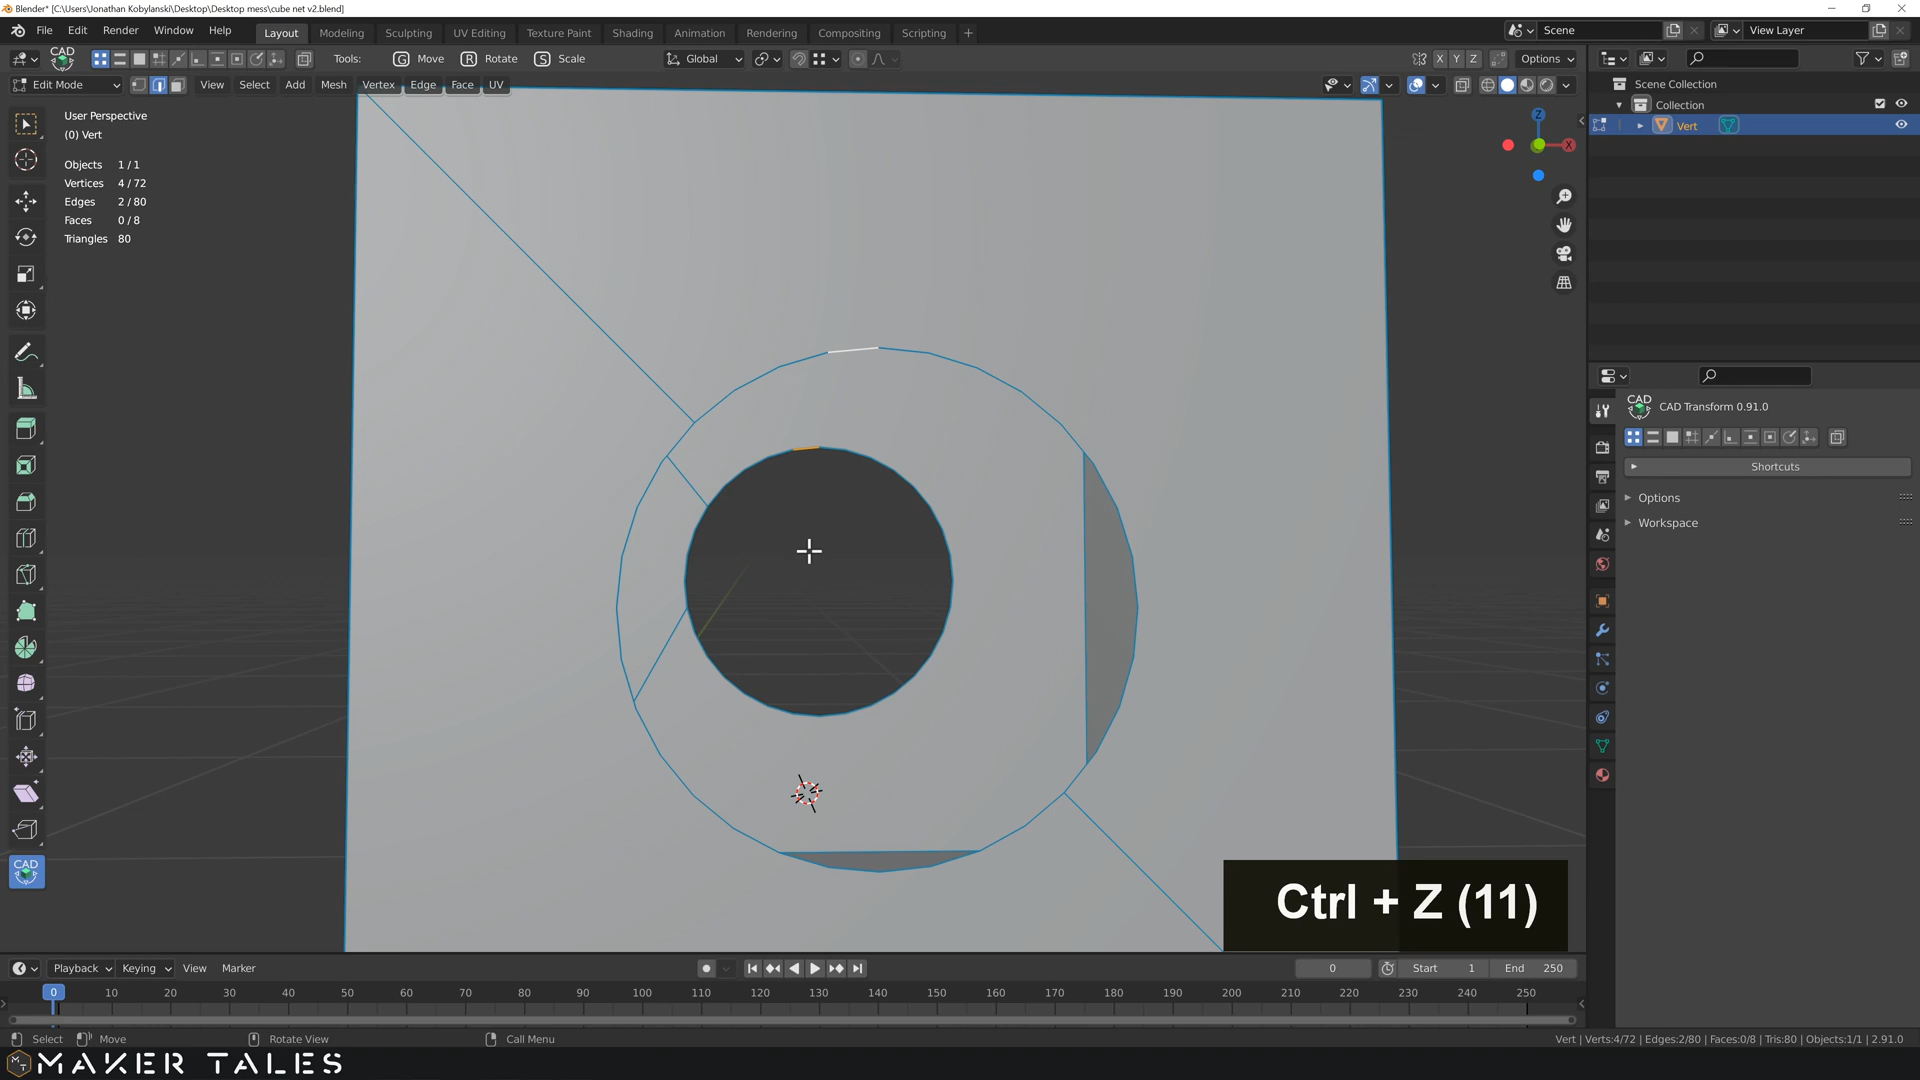 Blender* [C:\Users\Jonathan Kobylanski\Desktop\Desktop mess\cube net v2.blend]
File Edit Render Window Help Layout Modeling Sculpting UV Editing Texture Paint Shading Animation Rendering Compositing Scripting + Scene View Layer
CAD Tools: G Move R Rotate S Scale Global X Y Z Options
Edit Mode View Select Add Mesh Vertex Edge Face UV
Scene Collection
Collection
Vert
User Perspective
(0) Vert
Objects 1 / 1
Vertices 4 / 72
Edges 2 / 80
Faces 0 / 8
Triangles 80
Z
X
CAD
CAD Transform 0.91.0
Shortcuts
Options
Workspace
CAD
Ctrl + Z (11)
Playback Keying View Marker 0 Start 1 End 250
0 10 20 30 40 50 60 70 80 90 100 110 120 130 140 150 160 170 180 190 200 210 220 230 240 250
Select Move Rotate View Call Menu Vert | Verts:4/72 | Edges:2/80 | Faces:0/8 | Tris:80 | Objects:1/1 | 2.91.0
MT MAKER TALES